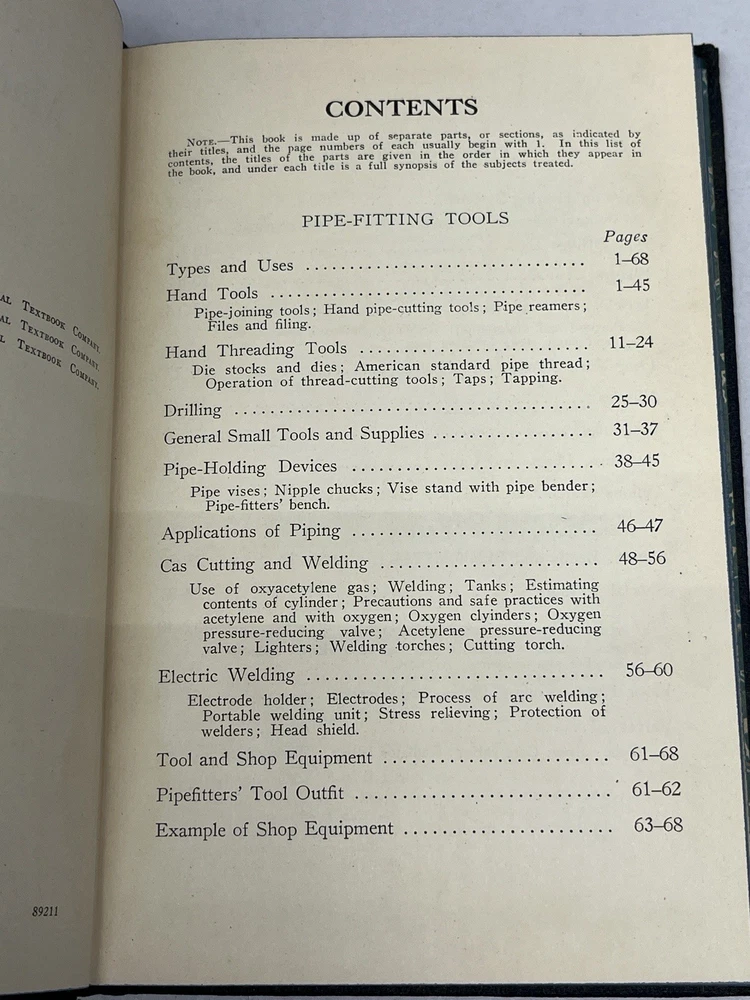 AL TEXTBOOK COMPANY.
AL TEXTBOOK COMPANY.
L TEXTBOOK COMPANY.
89211
CONTENTS
NOTE.—This book is made up of separate parts, or sections, as indicated by
their titles, and the page numbers of each usually begin with 1. In this list of
contents, the titles of the parts are given in the order in which they appear in
the book, and under each title is a full synopsis of the subjects treated.
PIPE-FITTING TOOLS
Pages
Types and Uses .............................. 1–68
Hand Tools .............................. 1–45
Pipe-joining tools; Hand pipe-cutting tools; Pipe reamers;
Files and filing.
Hand Threading Tools ........................ 11–24
Die stocks and dies; American standard pipe thread;
Operation of thread-cutting tools; Taps; Tapping.
Drilling .................................... 25–30
General Small Tools and Supplies ................ 31–37
Pipe-Holding Devices ........................ 38–45
Pipe vises; Nipple chucks; Vise stand with pipe bender;
Pipe-fitters' bench.
Applications of Piping ........................ 46–47
Cas Cutting and Welding ...................... 48–56
Use of oxyacetylene gas; Welding; Tanks; Estimating
contents of cylinder; Precautions and safe practices with
acetylene and with oxygen; Oxygen clyinders; Oxygen
pressure-reducing valve; Acetylene pressure-reducing
valve; Lighters; Welding torches; Cutting torch.
Electric Welding .............................. 56–60
Electrode holder; Electrodes; Process of arc welding;
Portable welding unit; Stress relieving; Protection of
welders; Head shield.
Tool and Shop Equipment ...................... 61–68
Pipefitters' Tool Outfit ........................ 61–62
Example of Shop Equipment .................... 63–68